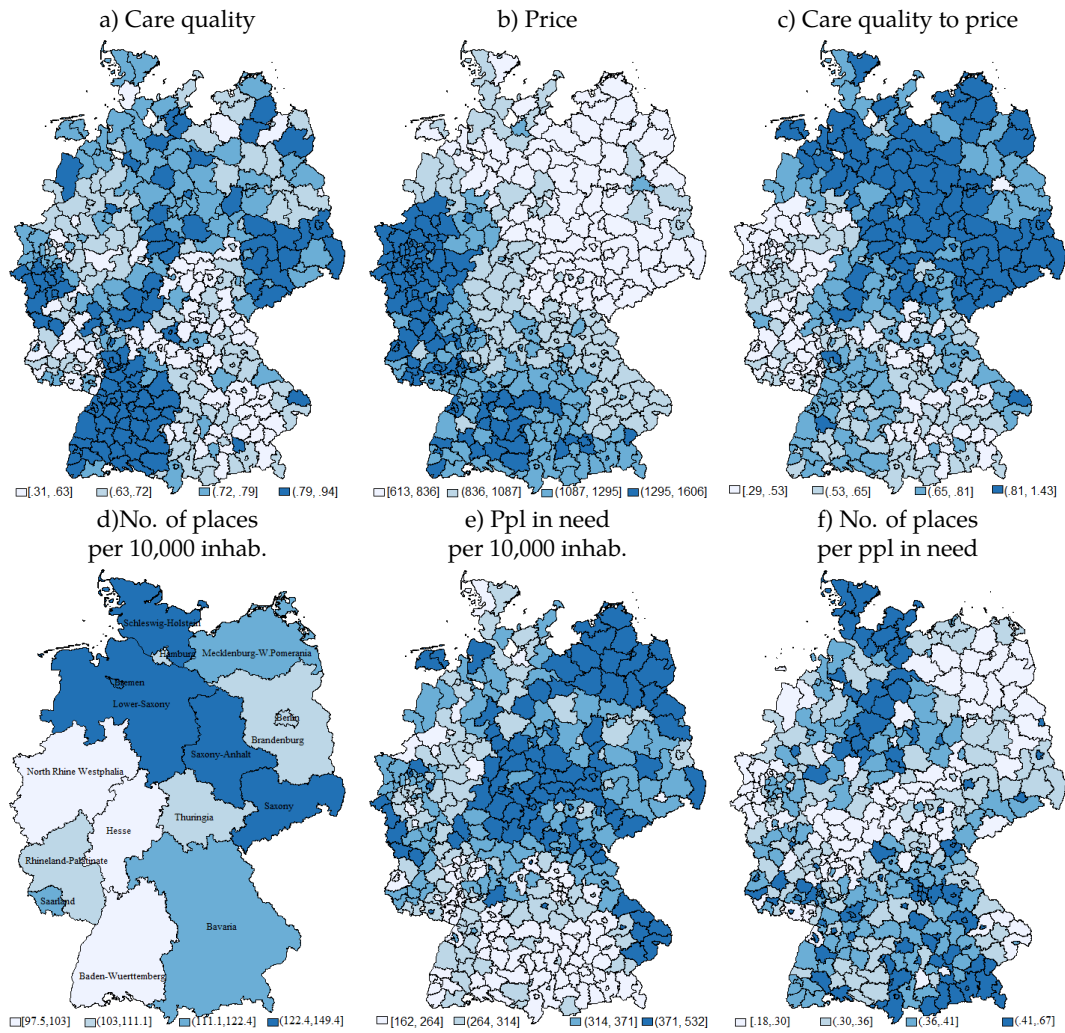 a) Care quality
b) Price
c) Care quality to price
[.31, .63] (.63, .72] (.72, .79] (.79, .94]
[613, 836] (836, 1087] (1087, 1295] (1295, 1606]
[.29, .53] (.53, .65] (.65, .81] (.81, 1.43]
d)No. of places
per 10,000 inhab.
e) Ppl in need
per 10,000 inhab.
f) No. of places
per ppl in need
Schleswig-Holstein
Hamburg
Mecklenburg-W.Pomerania
Bremen
Lower-Saxony
Berlin
Brandenburg
Saxony-Anhalt
North Rhine Westphalia
Saxony
Thuringia
Hesse
Rhineland-Palatinate
Saarland
Bavaria
Baden-Wuerttemberg
[97.5,103] (103,111.1] (111.1,122.4] (122.4,149.4]
[162, 264] (264, 314] (314, 371] (371, 532]
[.18,.30] (.30,.36] (.36,.41] (.41,.67]